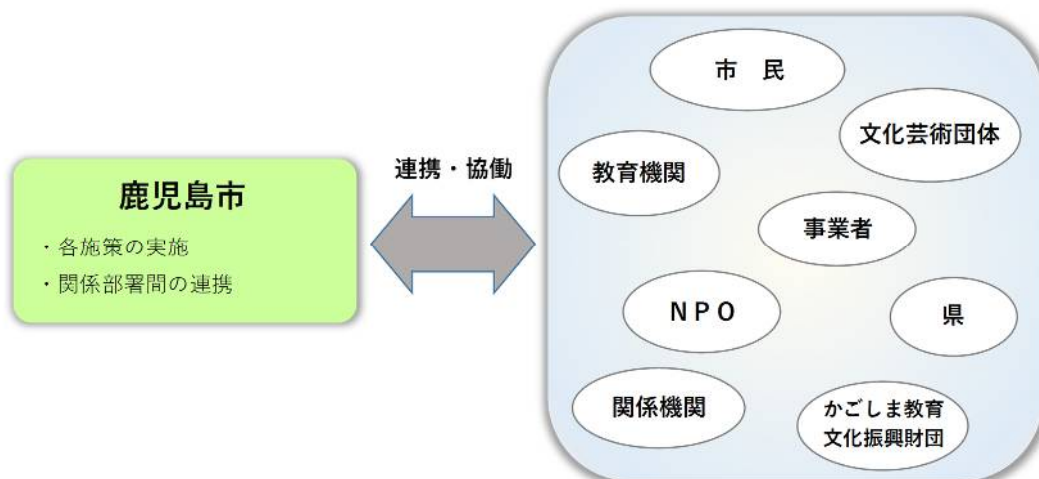 鹿児島市
・各施策の実施
・関係部署間の連携
連携・協働
市　民
文化芸術団体
教育機関
事業者
ＮＰＯ
県
関係機関
かごしま教育
文化振興財団